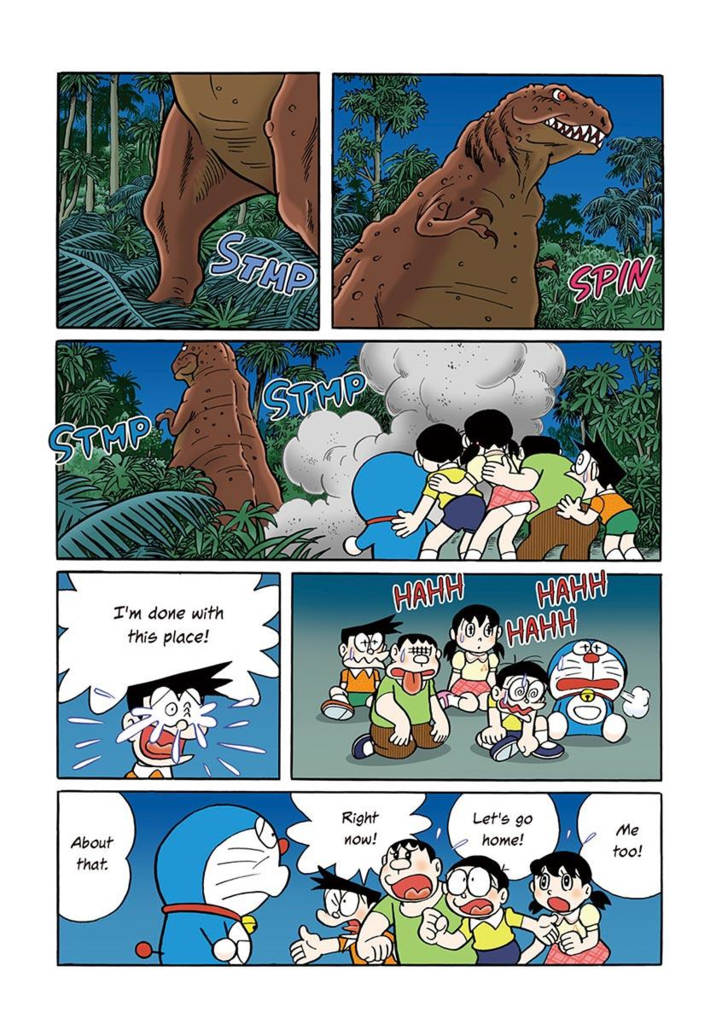 STMP
SPIN
STMP
STMP
I'm done with
this place!
HAHH
HAHH
HAHH
About
that.
Right
now!
Let's go
home!
Me
too!